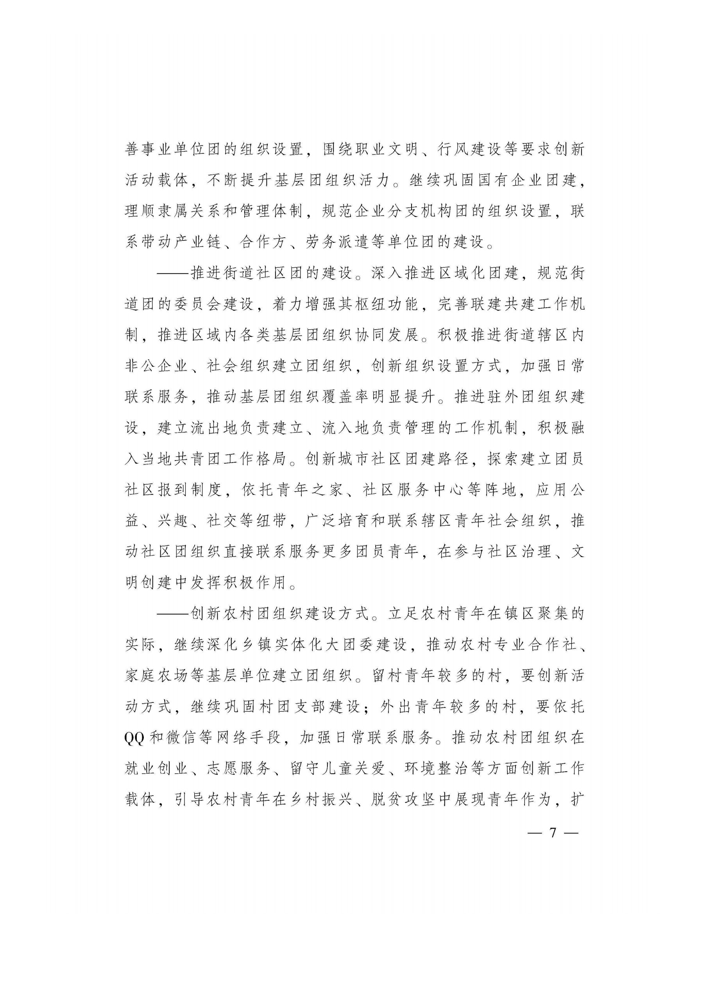 善事业单位团的组织设置，围绕职业文明、行风建设等要求创新
活动载体，不断提升基层团组织活力。继续巩固国有企业团建，
理顺隶属关系和管理体制，规范企业分支机构团的组织设置，联
系带动产业链、合作方、劳务派遣等单位团的建设。
——推进街道社区团的建设。深入推进区域化团建，规范街
道团的委员会建设，着力增强其枢纽功能，完善联建共建工作机
制，推进区域内各类基层团组织协同发展。积极推进街道辖区内
非公企业、社会组织建立团组织，创新组织设置方式，加强日常
联系服务，推动基层团组织覆盖率明显提升。推进驻外团组织建
设，建立流出地负责建立、流入地负责管理的工作机制，积极融
入当地共青团工作格局。创新城市社区团建路径，探索建立团员
社区报到制度，依托青年之家、社区服务中心等阵地，应用公
益、兴趣、社交等纽带，广泛培育和联系辖区青年社会组织，推
动社区团组织直接联系服务更多团员青年，在参与社区治理、文
明创建中发挥积极作用。
——创新农村团组织建设方式。立足农村青年在镇区聚集的
实际，继续深化乡镇实体化大团委建设，推动农村专业合作社、
家庭农场等基层单位建立团组织。留村青年较多的村，要创新活
动方式，继续巩固村团支部建设；外出青年较多的村，要依托
QQ和微信等网络手段，加强日常联系服务。推动农村团组织在
就业创业、志愿服务、留守儿童关爱、环境整治等方面创新工作
载体，引导农村青年在乡村振兴、脱贫攻坚中展现青年作为，扩
— 7 —